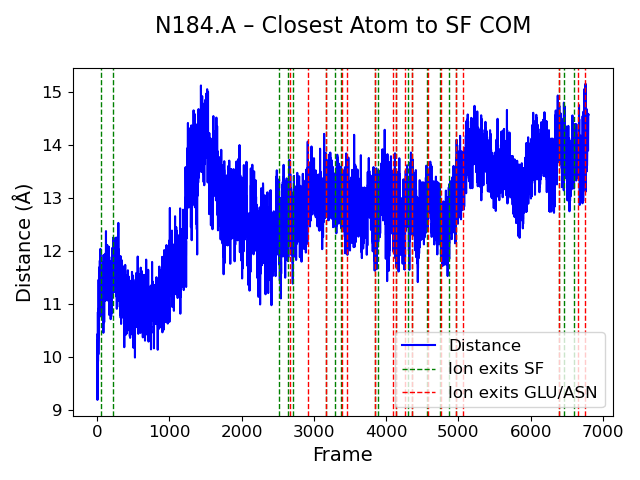 N184.A – Closest Atom to SF COM
Distance (Å)
15
14
13
12
11
10
9
Distance
Ion exits SF
Ion exits GLU/ASN
0 1000 2000 3000 4000 5000 6000 7000
Frame